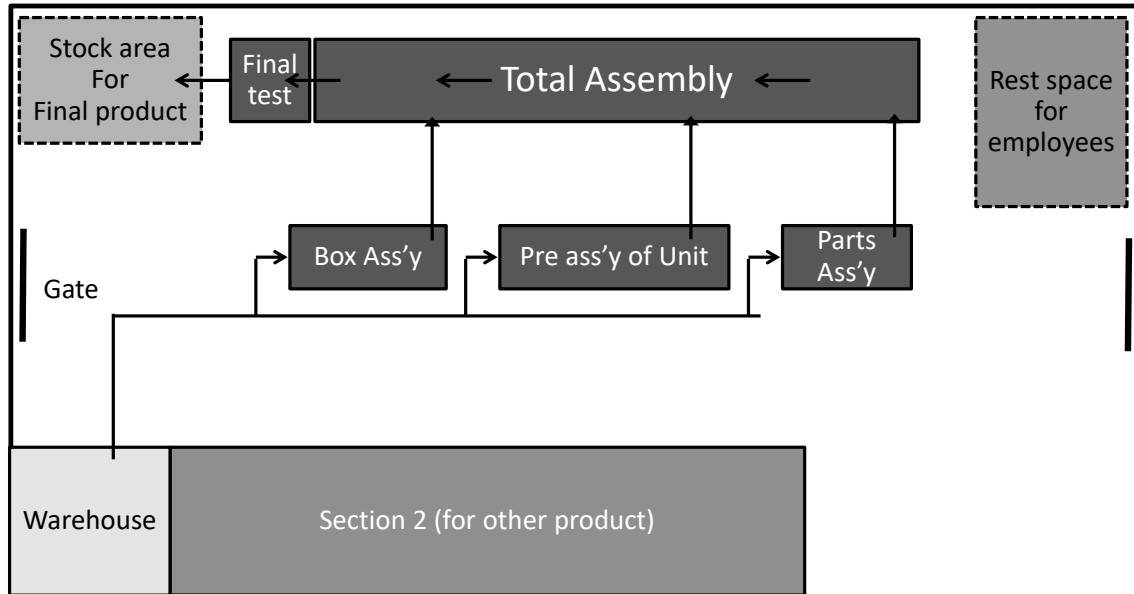 Stock area
For
Final product
Final
test
Total Assembly
Rest space
for
employees
Box Ass’y
Pre ass’y of Unit
Parts
Ass’y
Gate
Warehouse
Section 2 (for other product)